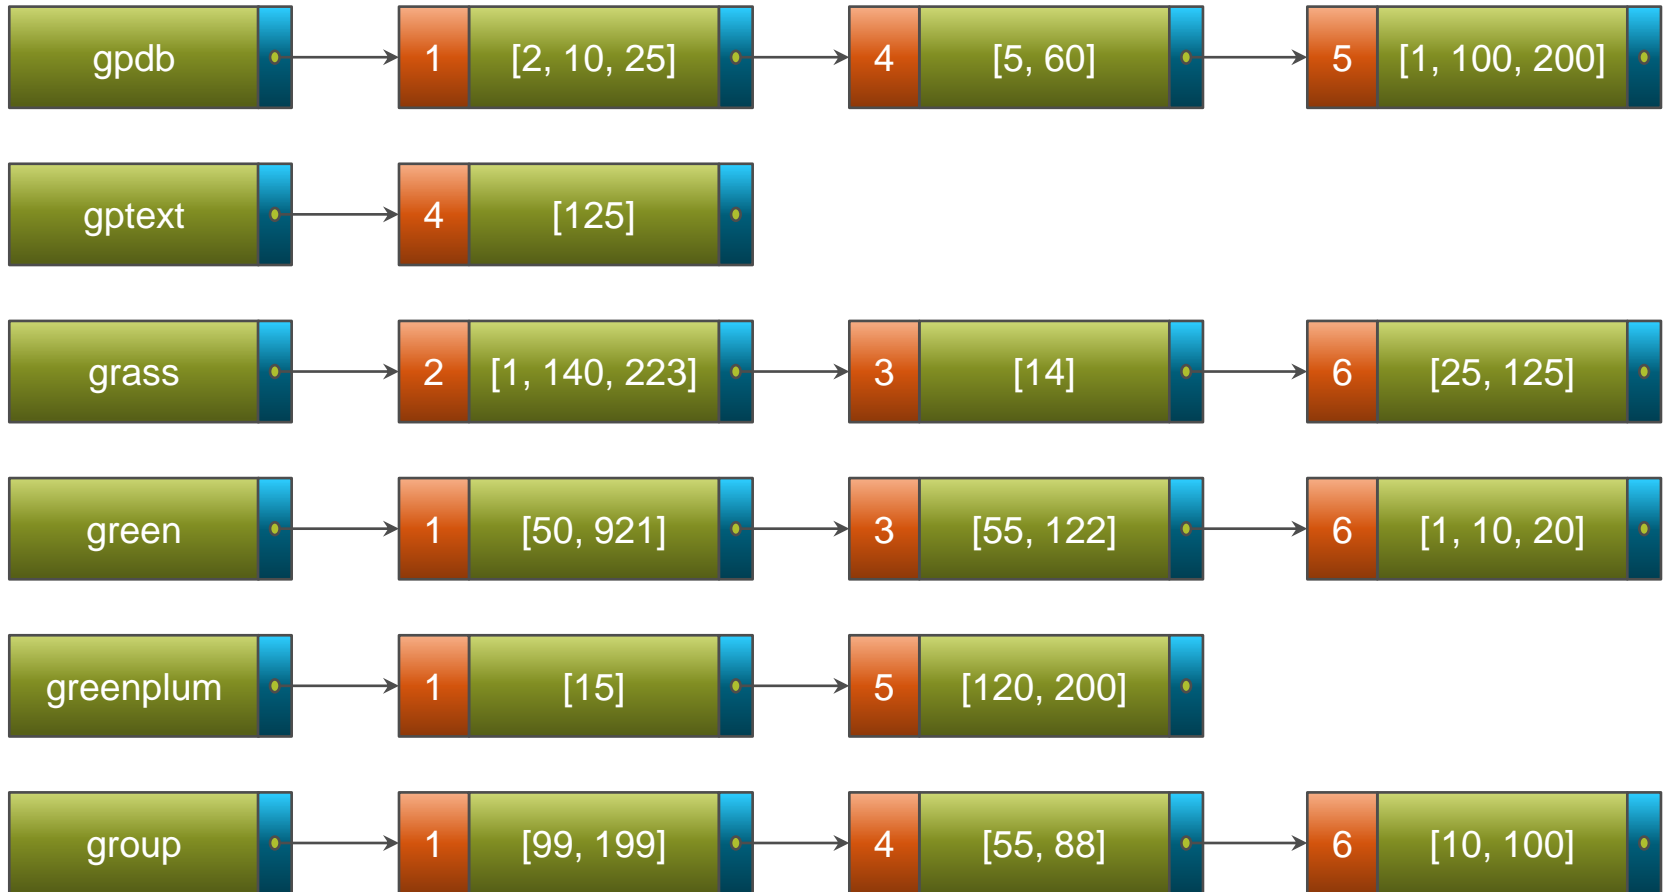 gpdb 1 [2, 10, 25] 4 [5, 60] 5 [1, 100, 200]
gptext 4 [125]
grass 2 [1, 140, 223] 3 [14] 6 [25, 125]
green 1 [50, 921] 3 [55, 122] 6 [1, 10, 20]
greenplum 1 [15] 5 [120, 200]
group 1 [99, 199] 4 [55, 88] 6 [10, 100]